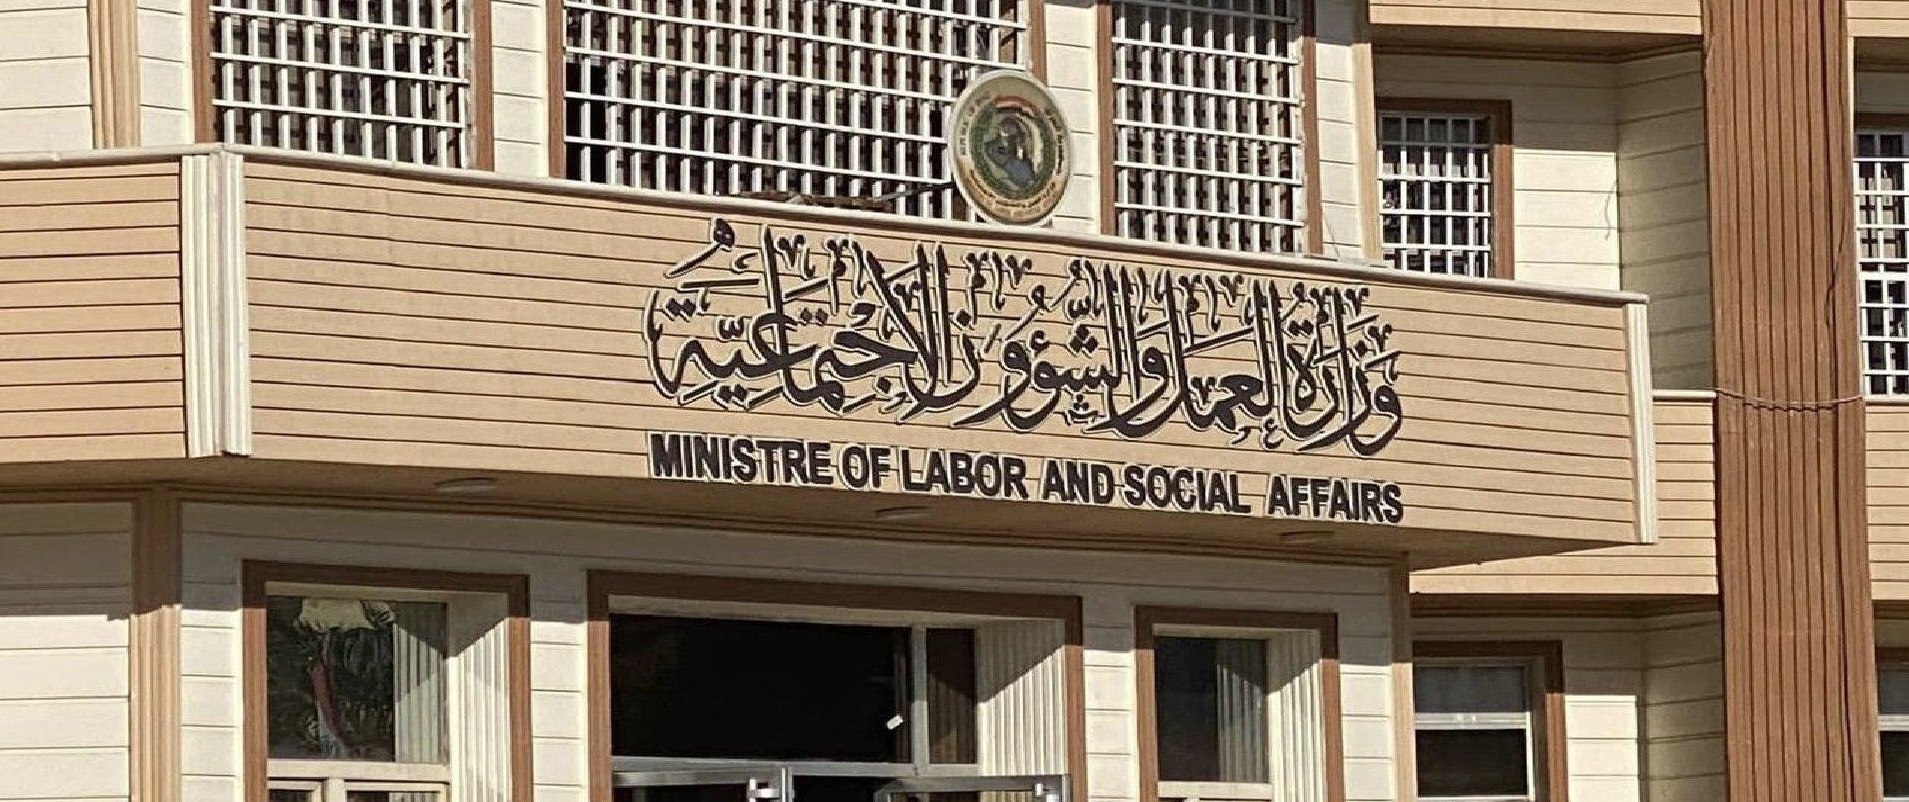 وزارة العمل والشؤون الاجتماعية
MINISTRE OF LABOR AND SOCIAL AFFAIRS